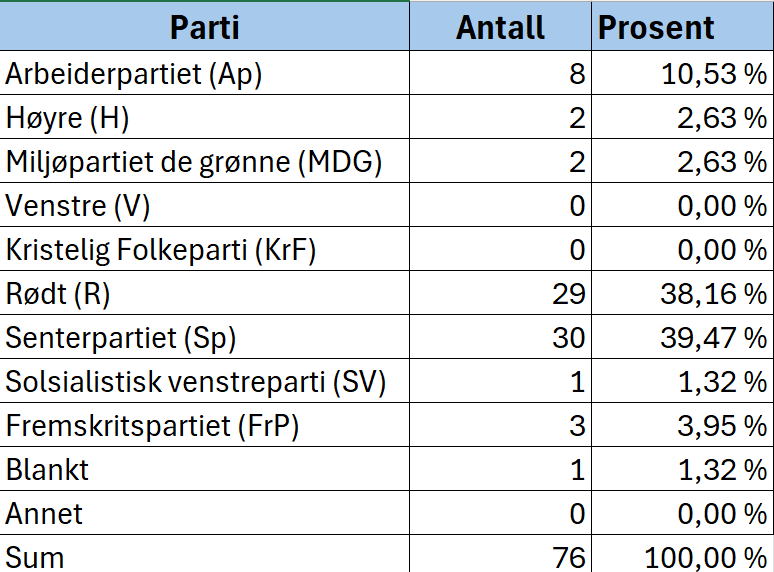 Parti Antall Prosent
Arbeiderpartiet (Ap) 8 10,53 %
Høyre (H) 2 2,63 %
Miljøpartiet de grønne (MDG) 2 2,63 %
Venstre (V) 0 0,00 %
Kristelig Folkeparti (KrF) 0 0,00 %
Rødt (R) 29 38,16 %
Senterpartiet (Sp) 30 39,47 %
Solsialistisk venstreparti (SV) 1 1,32 %
Fremskritspartiet (FrP) 3 3,95 %
Blankt 1 1,32 %
Annet 0 0,00 %
Sum 76 100,00 %